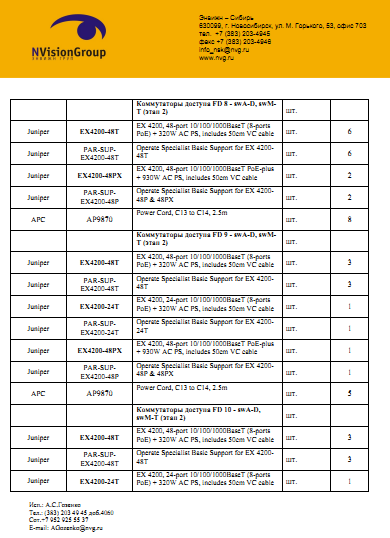 NVisionGroup
Энвижн – Сибирь
630099, г. Новосибирск, ул. М. Горького, 53, офис 703
тел. +7 (383) 203-4945
факс +7 (383) 203-4946
info_nsk@nvg.ru
www.nvg.ru
Коммутаторы доступа FD 8 - swA-D, swM-T (этап 2) шт.
Juniper EX4200-48T EX 4200, 48-port 10/100/1000BaseT (8-ports PoE) + 320W AC PS, includes 50cm VC cable шт. 6
Juniper PAR-SUP-EX4200-48T Operate Specialist Basic Support for EX 4200-48T шт. 6
Juniper EX4200-48PX EX 4200, 48-port 10/100/1000BaseT PoE-plus + 930W AC PS, includes 50cm VC cable шт. 2
Juniper PAR-SUP-EX4200-48P Operate Specialist Basic Support for EX 4200-48P & 48PX шт. 2
APC AP9870 Power Cord, C13 to C14, 2.5m шт. 8
Коммутаторы доступа FD 9 - swA-D, swM-T (этап 2) шт.
Juniper EX4200-48T EX 4200, 48-port 10/100/1000BaseT (8-ports PoE) + 320W AC PS, includes 50cm VC cable шт. 3
Juniper PAR-SUP-EX4200-48T Operate Specialist Basic Support for EX 4200-48T шт. 3
Juniper EX4200-24T EX 4200, 24-port 10/100/1000BaseT (8-ports PoE) + 320W AC PS, includes 50cm VC cable шт. 1
Juniper PAR-SUP-EX4200-24T Operate Specialist Basic Support for EX 4200-24T шт. 1
Juniper EX4200-48PX EX 4200, 48-port 10/100/1000BaseT PoE-plus + 930W AC PS, includes 50cm VC cable шт. 1
Juniper PAR-SUP-EX4200-48P Operate Specialist Basic Support for EX 4200-48P & 48PX шт. 1
APC AP9870 Power Cord, C13 to C14, 2.5m шт. 5
Коммутаторы доступа FD 10 - swA-D, swM-T (этап 2) шт.
Juniper EX4200-48T EX 4200, 48-port 10/100/1000BaseT (8-ports PoE) + 320W AC PS, includes 50cm VC cable шт. 3
Juniper PAR-SUP-EX4200-48T Operate Specialist Basic Support for EX 4200-48T шт. 3
Juniper EX4200-24T EX 4200, 24-port 10/100/1000BaseT (8-ports PoE) + 320W AC PS, includes 50cm VC cable шт. 1
Исп.: А.С.Гозенко
Тел.: (383) 203 49 45 доб.4060
Сот.+7 952 925 55 37
E-mail: AGozenko@nvg.ru